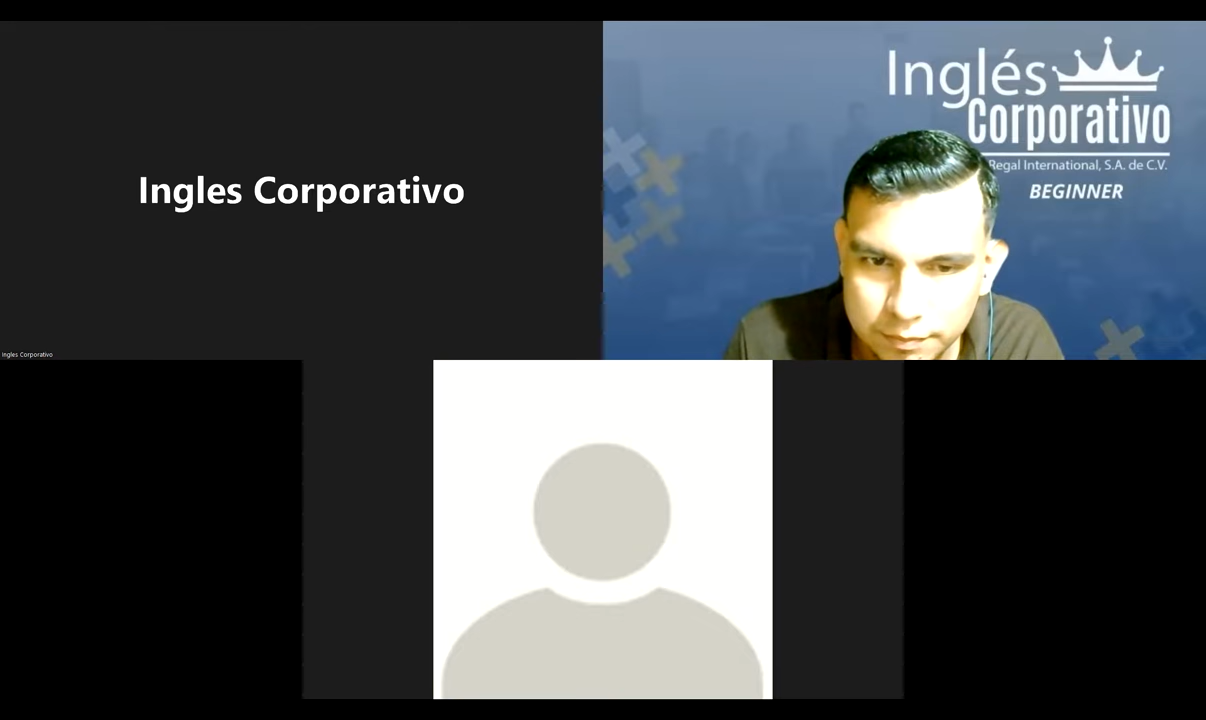 Ingles Corporativo
Ingles Corporativo
Inglés
Corporativo
Regal International, S.A. de C.V.
BEGINNER